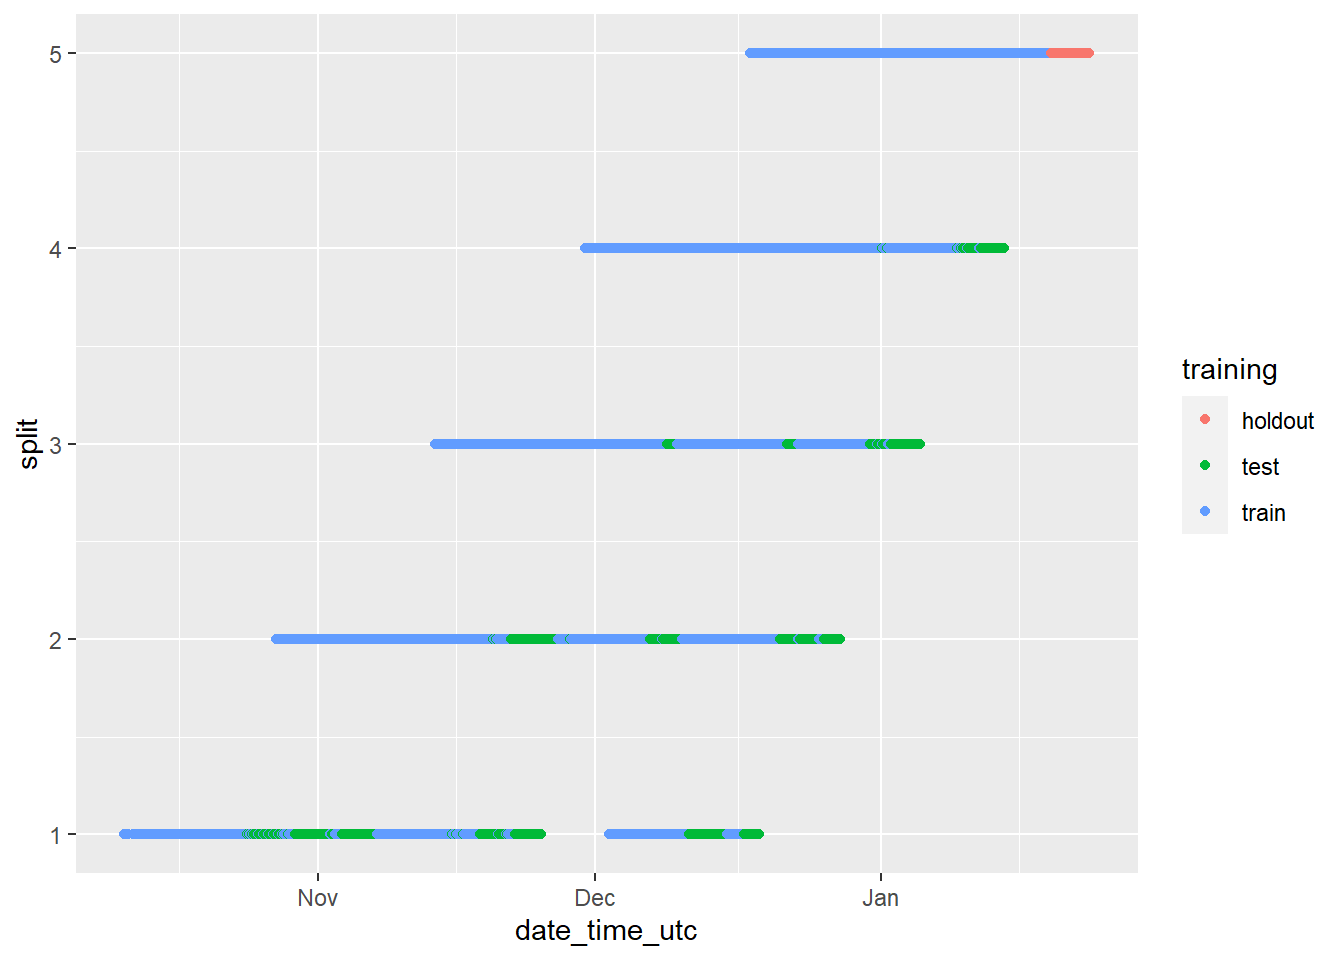 5
4
3
2
1
split
Nov Dec Jan
date_time_utc
training
holdout
test
train